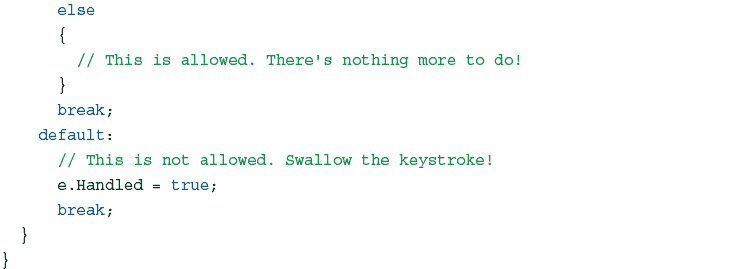 else
{
// This is allowed. There's nothing more to do!
}
break;
default:
// This is not allowed. Swallow the keystroke!
e.Handled = true;
break;
}
}